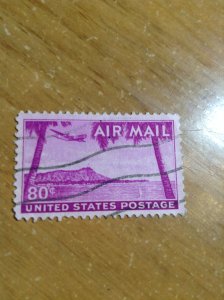 AIR MAIL
80¢
UNITED STATES POSTAGE